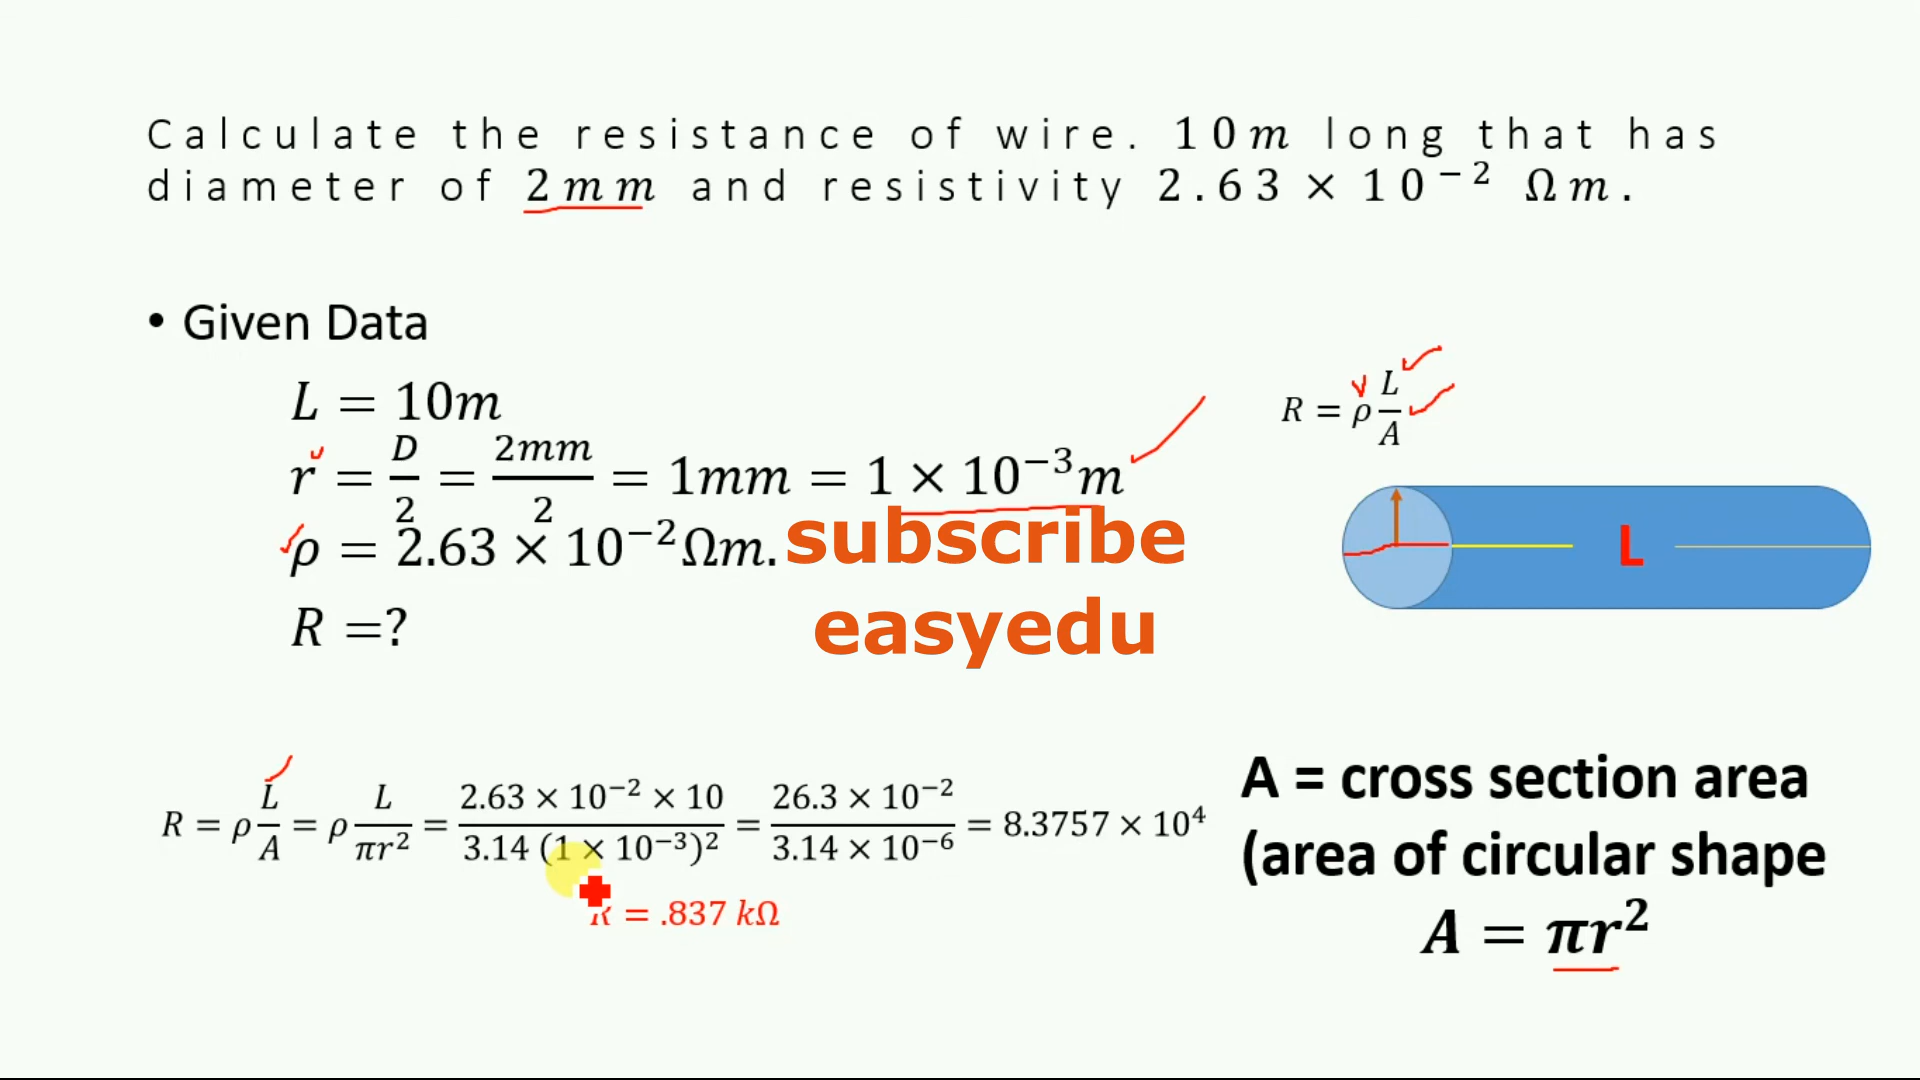 Calculate the resistance of wire. 10m long that has
diameter of 2mm and resistivity 2.63 × 10⁻² Ωm.
• Given Data
L = 10m
r = D/2 = 2mm/2 = 1mm = 1 × 10⁻³m
ρ = 2.63 × 10⁻²Ωm.
R =?
subscribe
easyedu
R = ρ L/A
L
R = ρ L/A = ρ L/πr² = 2.63 × 10⁻² × 10/3.14 (1 × 10⁻³)² = 26.3 × 10⁻²/3.14 × 10⁻⁶ = 8.3757 × 10⁴
R = .837 kΩ
A = cross section area
(area of circular shape
A = πr²